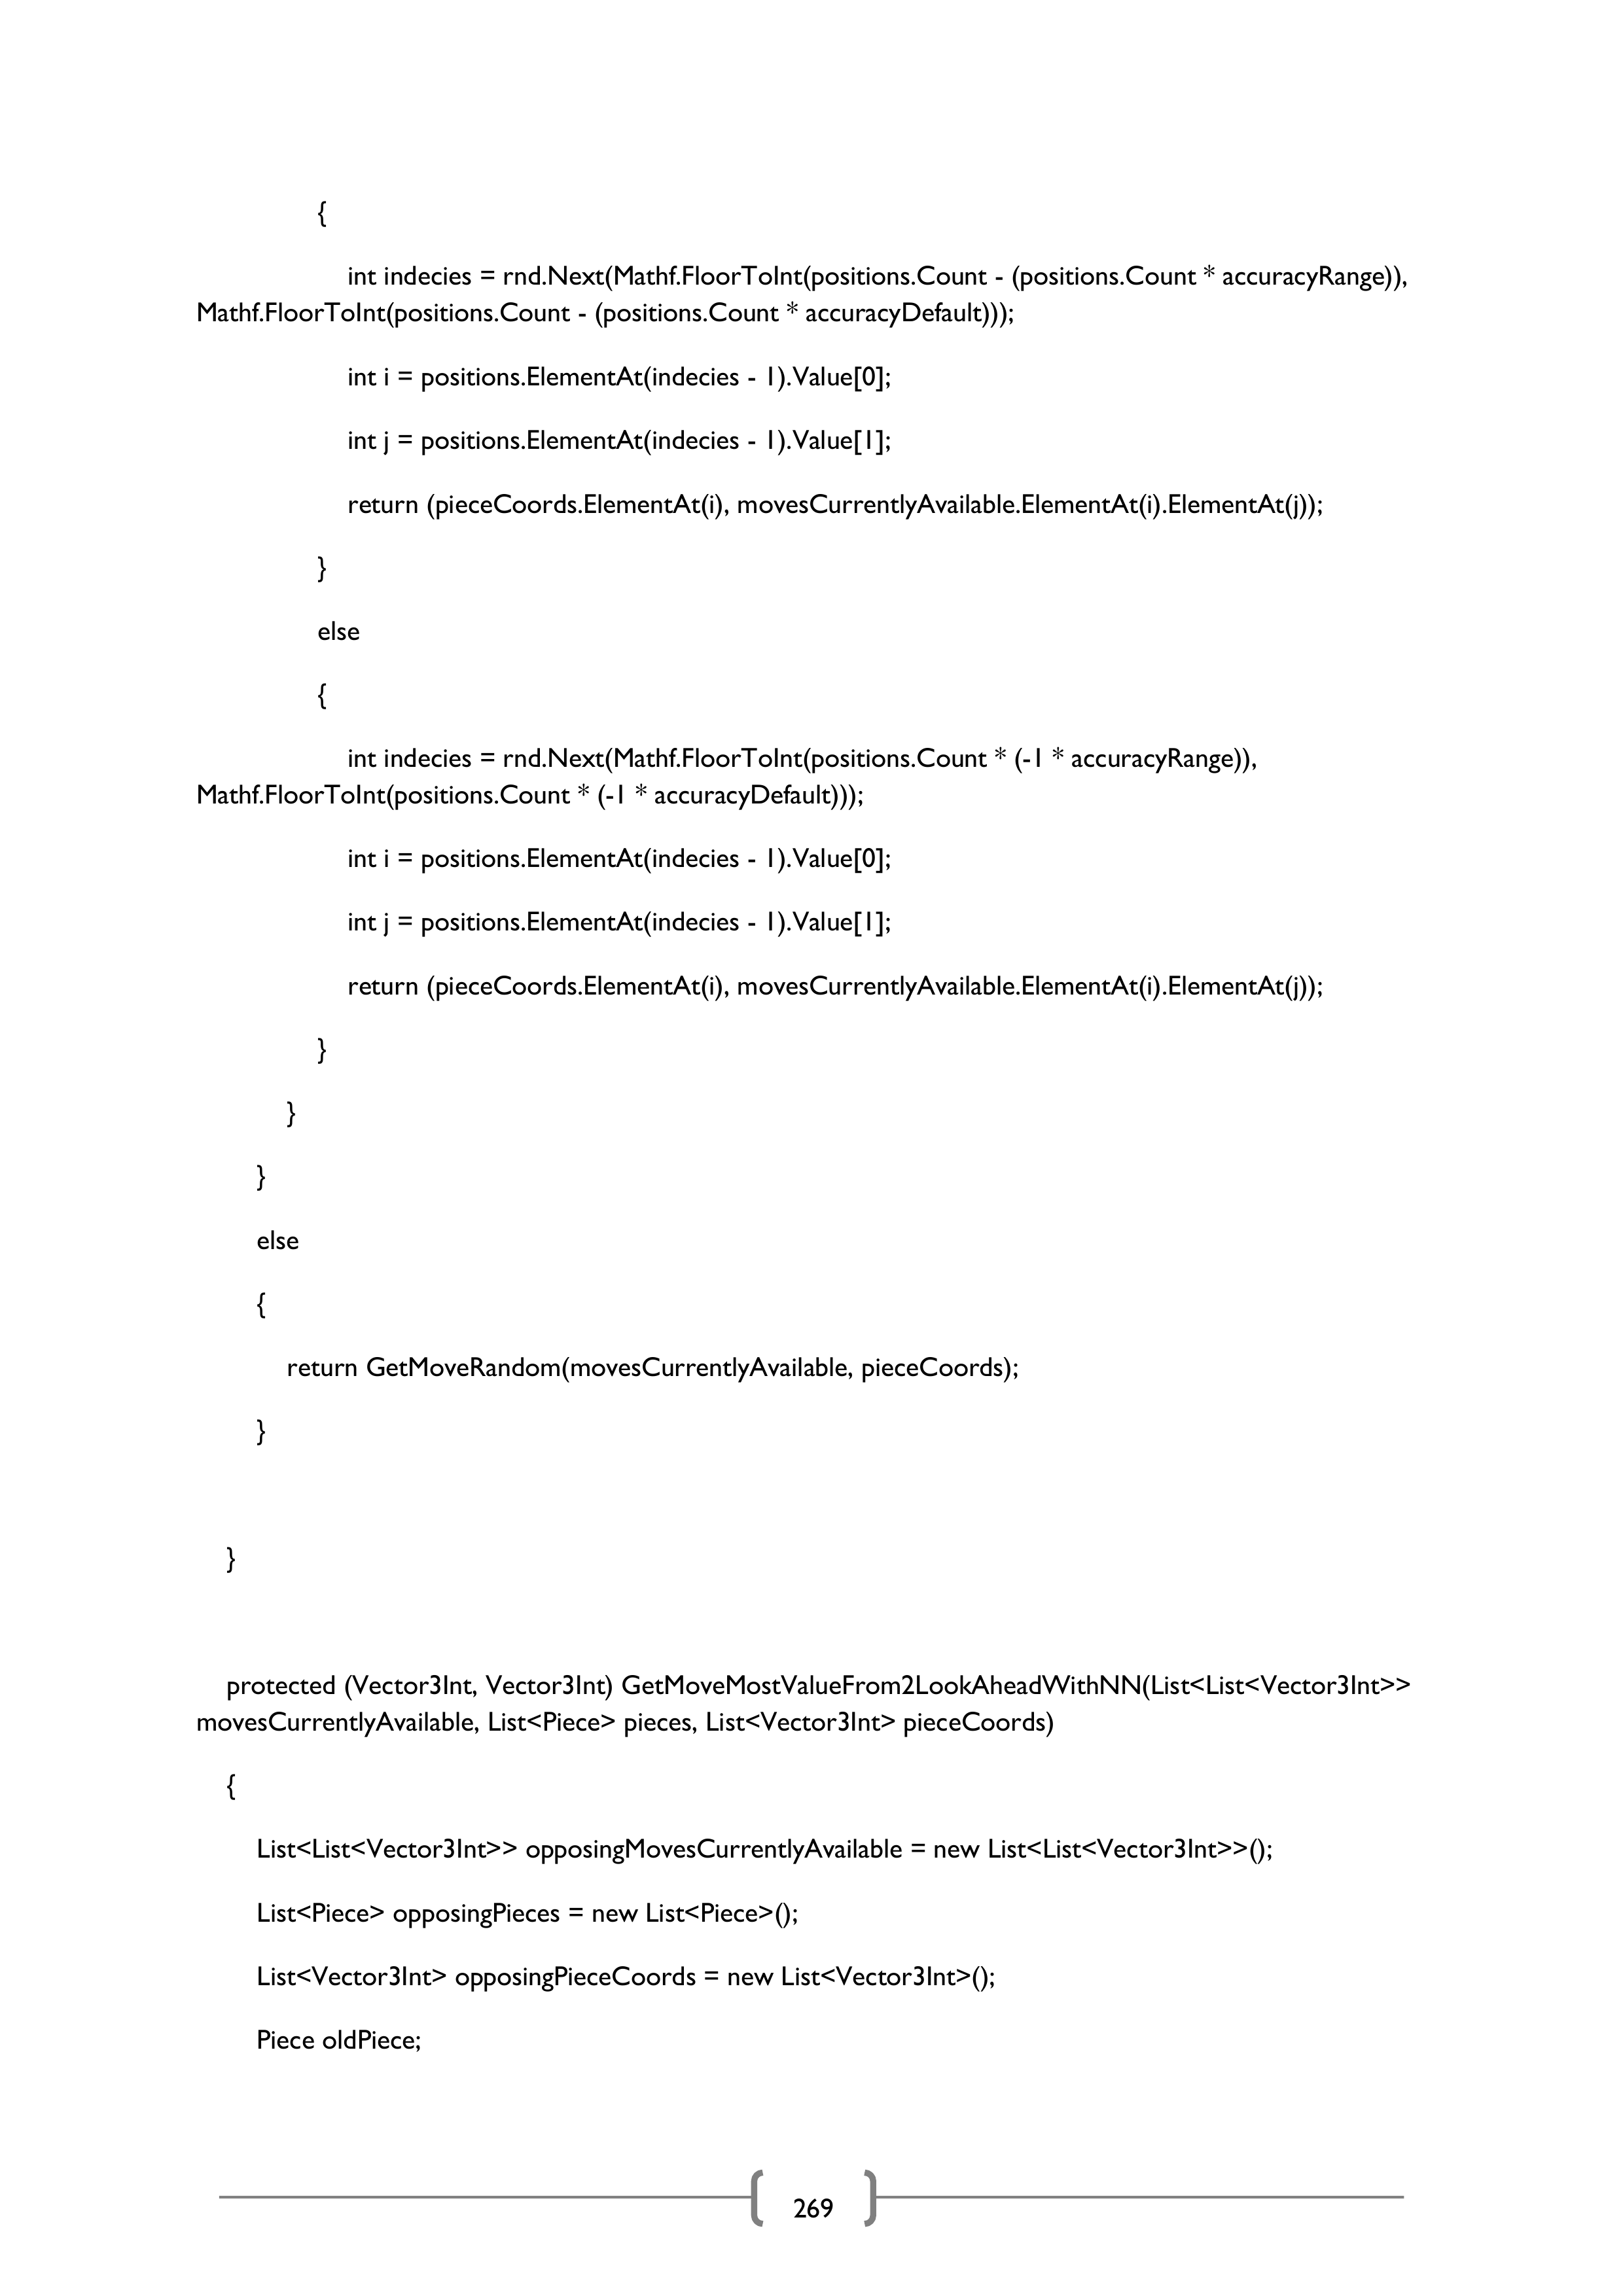 {
int indecies = rnd.Next(Mathf.FloorToInt(positions.Count - (positions.Count * accuracyRange)),
Mathf.FloorToInt(positions.Count - (positions.Count * accuracyDefault)));
int i = positions.ElementAt(indecies - 1).Value[0];
int j = positions.ElementAt(indecies - 1).Value[1];
return (pieceCoords.ElementAt(i), movesCurrentlyAvailable.ElementAt(i).ElementAt(j));
}
else
{
int indecies = rnd.Next(Mathf.FloorToInt(positions.Count * (-1 * accuracyRange)),
Mathf.FloorToInt(positions.Count * (-1 * accuracyDefault)));
int i = positions.ElementAt(indecies - 1).Value[0];
int j = positions.ElementAt(indecies - 1).Value[1];
return (pieceCoords.ElementAt(i), movesCurrentlyAvailable.ElementAt(i).ElementAt(j));
}
}
}
else
{
return GetMoveRandom(movesCurrentlyAvailable, pieceCoords);
}
}
protected (Vector3Int, Vector3Int) GetMoveMostValueFrom2LookAheadWithNN(List<List<Vector3Int>>
movesCurrentlyAvailable, List<Piece> pieces, List<Vector3Int> pieceCoords)
{
List<List<Vector3Int>> opposingMovesCurrentlyAvailable = new List<List<Vector3Int>>();
List<Piece> opposingPieces = new List<Piece>();
List<Vector3Int> opposingPieceCoords = new List<Vector3Int>();
Piece oldPiece;
269